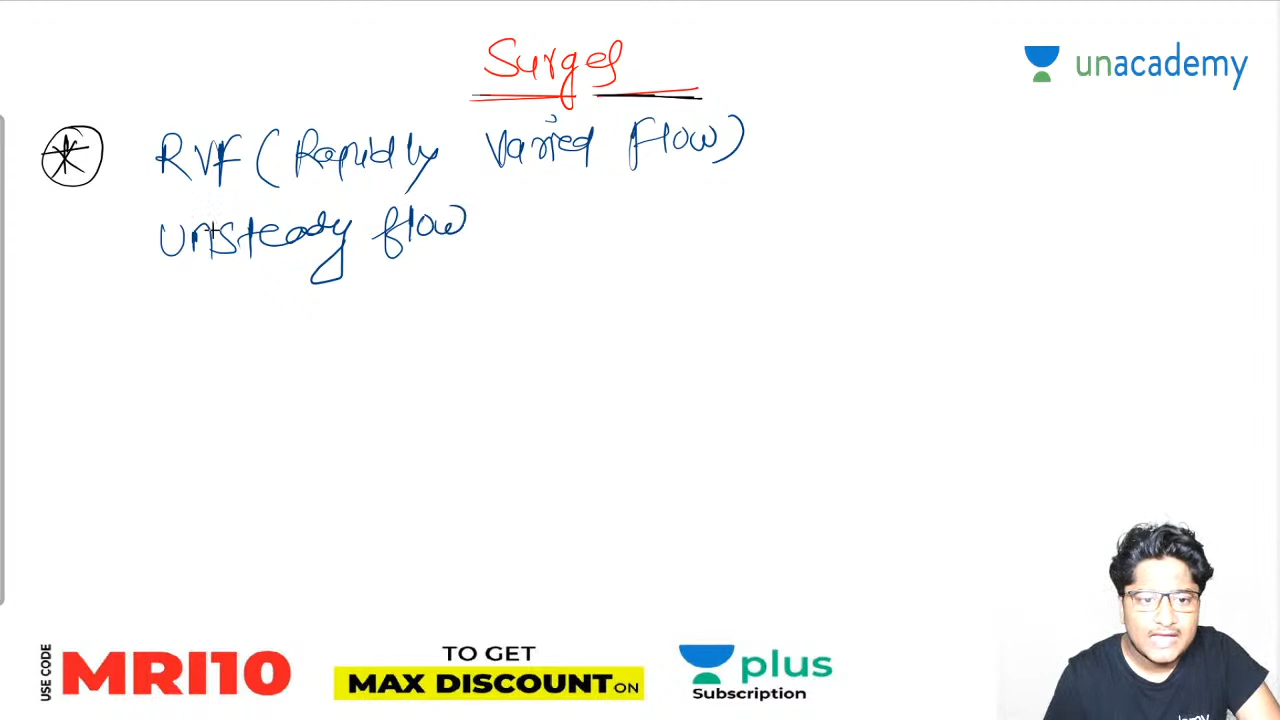 Surges
unacademy
RVF (Rapidly Varied Flow)
Unsteady flow
USE CODE
MRI10
TO GET
MAX DISCOUNT ON
plus
Subscription